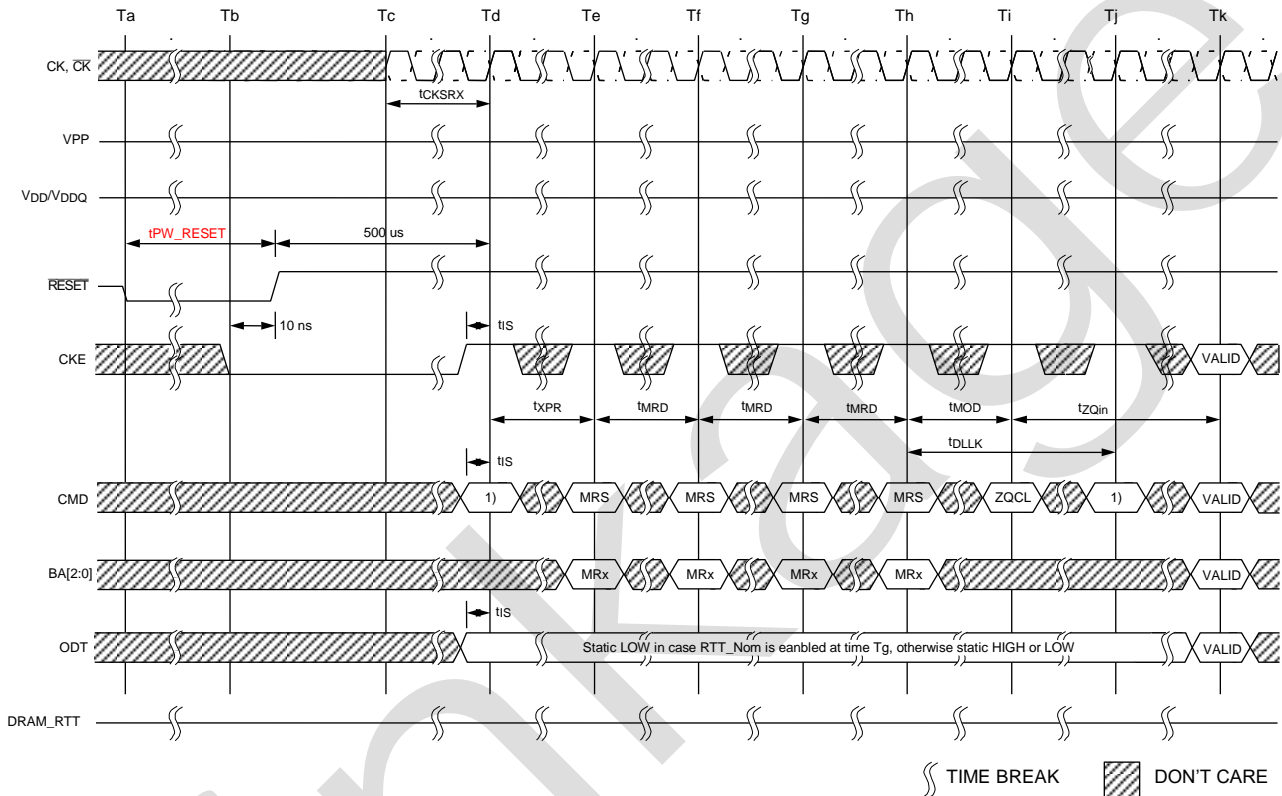 Ta Tb Tc Td Te Tf Tg Th Ti Tj Tk
CK, CK
tCKSRX
VPP
VDD/VDDQ
tPW_RESET 500 us
RESET
10 ns tIS
CKE VALID
tXPR tMRD tMRD tMRD tMOD tZQin
tDLLK
tIS
CMD 1) MRS MRS MRS MRS ZQCL 1) VALID
BA[2:0] MRx MRx MRx MRx VALID
tIS
ODT Static LOW in case RTT_Nom is eanbled at time Tg, otherwise static HIGH or LOW VALID
DRAM_RTT
TIME BREAK DON'T CARE